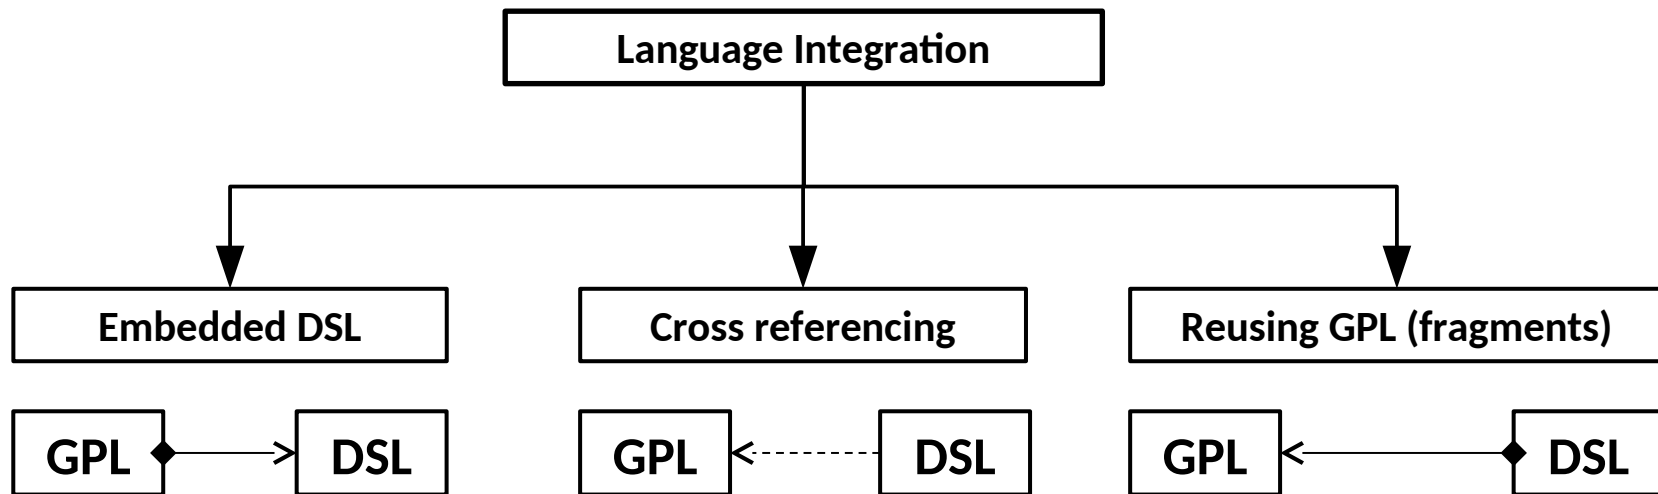 Language Integration
Embedded DSL
Cross referencing
Reusing GPL (fragments)
GPL
DSL
GPL
DSL
GPL
DSL